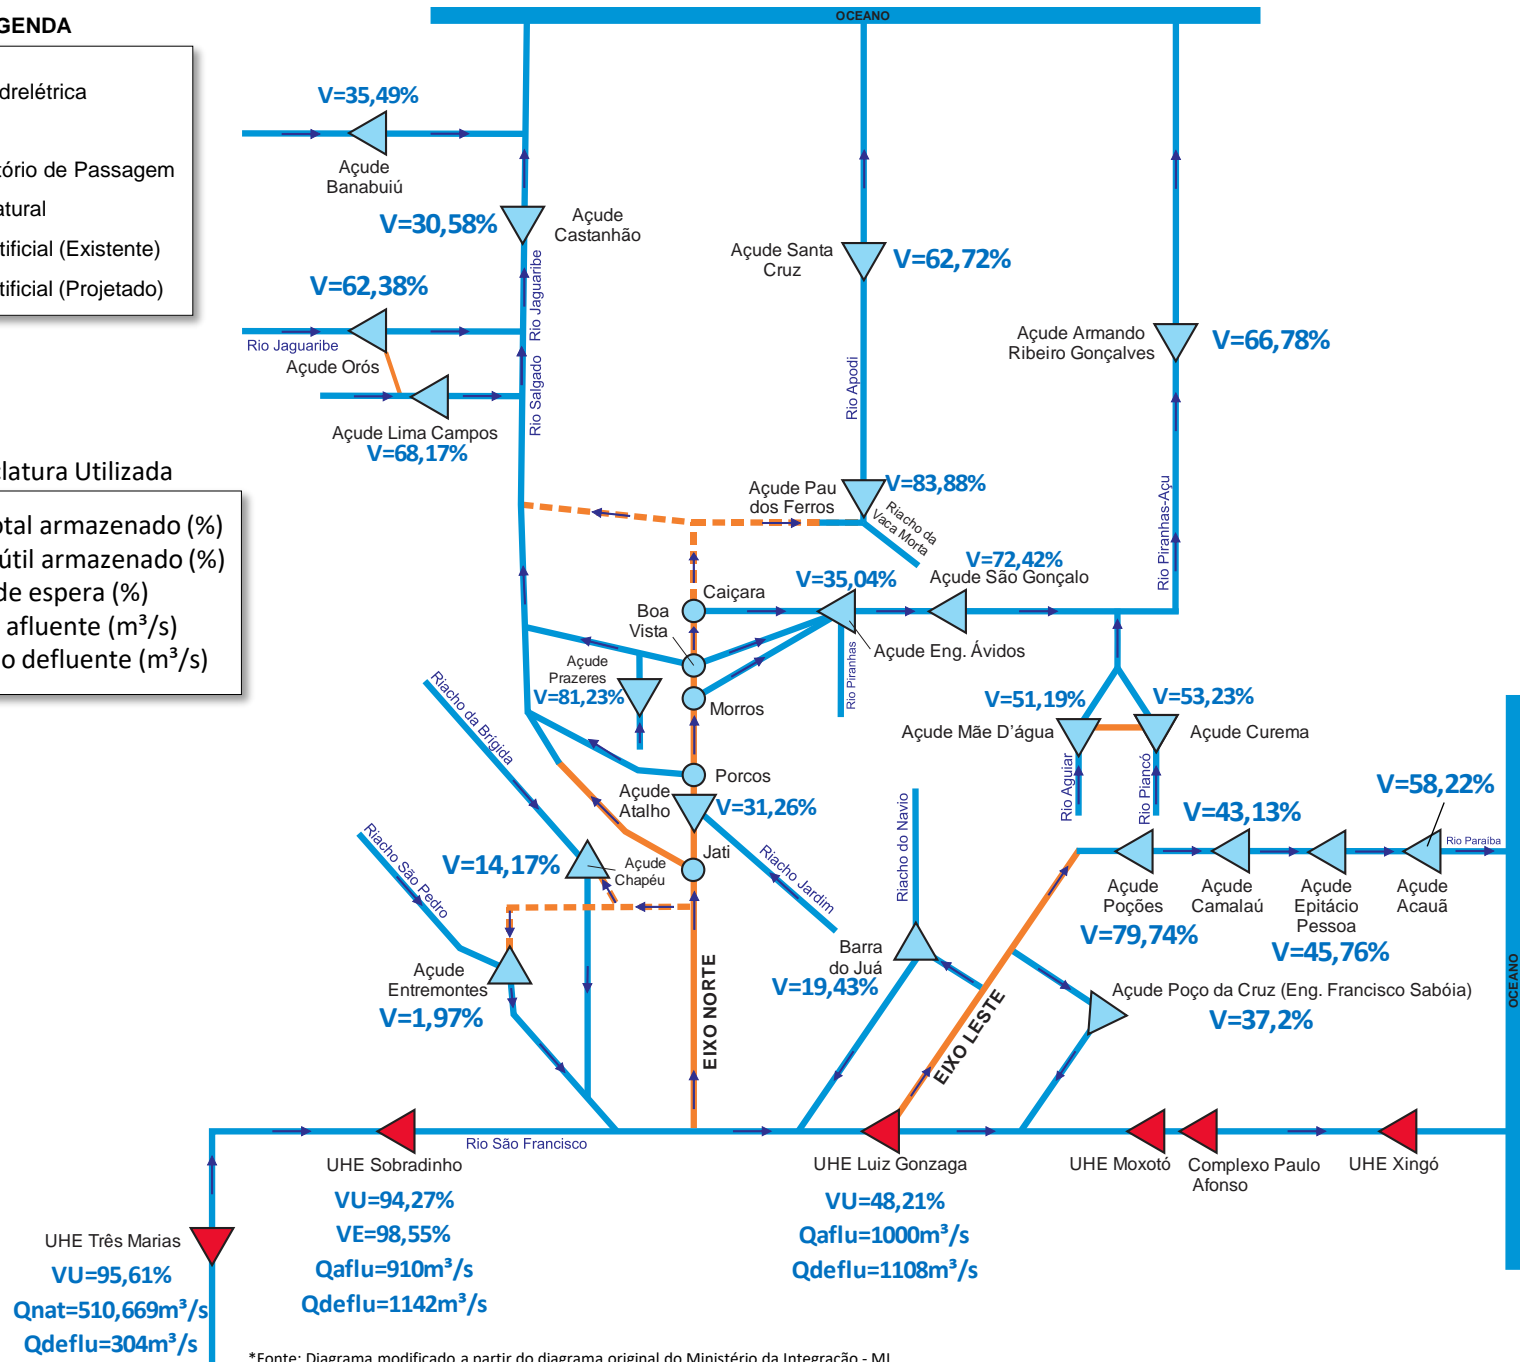 GENDA
drelétrica
tório de Passagem
atural
tificial (Existente)
tificial (Projetado)
clatura Utilizada
otal armazenado (%)
útil armazenado (%)
de espera (%)
afluente (m³/s)
o defluente (m³/s)
OCEANO
V=35,49%
Açude
Banabuiú
V=30,58%
Açude
Castanhão
V=62,38%
Rio Jaguaribe
Rio Jaguaribe
Açude Orós
Rio Salgado
Açude Lima Campos
V=68,17%
Açude Santa
Cruz
V=62,72%
Rio Apodi
Açude Armando
Ribeiro Gonçalves
V=66,78%
Rio Piranhas-Açu
Açude Pau
dos Ferros
V=83,88%
Riacho da
Vaca Morta
V=72,42%
Açude São Gonçalo
V=35,04%
Caiçara
Boa
Vista
Açude Eng. Ávidos
Rio Piranhas
Açude
Prazeres
V=81,23%
Morros
Riacho da Brígida
Porcos
Açude
Atalho
V=31,26%
V=51,19%
V=53,23%
Açude Mãe D'água
Açude Curema
Rio Aguiar
Rio Piancó
V=58,22%
V=43,13%
Rio Paraíba
Riacho do Navio
Riacho São Pedro
V=14,17%
Açude
Chapéu
Jati
Riacho Jardim
Açude
Poções
V=79,74%
Açude
Camalaú
Açude
Epitácio
Pessoa
V=45,76%
Açude
Acauã
Açude
Entremontes
V=1,97%
EIXO NORTE
Barra
do Juá
V=19,43%
EIXO LESTE
Açude Poço da Cruz (Eng. Francisco Sabóia)
V=37,2%
OCEANO
Rio São Francisco
UHE Sobradinho
VU=94,27%
VE=98,55%
Qaflu=910m³/s
Qdeflu=1142m³/s
UHE Luiz Gonzaga
VU=48,21%
Qaflu=1000m³/s
Qdeflu=1108m³/s
UHE Moxotó
Complexo Paulo
Afonso
UHE Xingó
UHE Três Marias
VU=95,61%
Qnat=510,669m³/s
Qdeflu=304m³/s
*Fonte: Diagrama modificado a partir do diagrama original do Ministério da Integração - MI